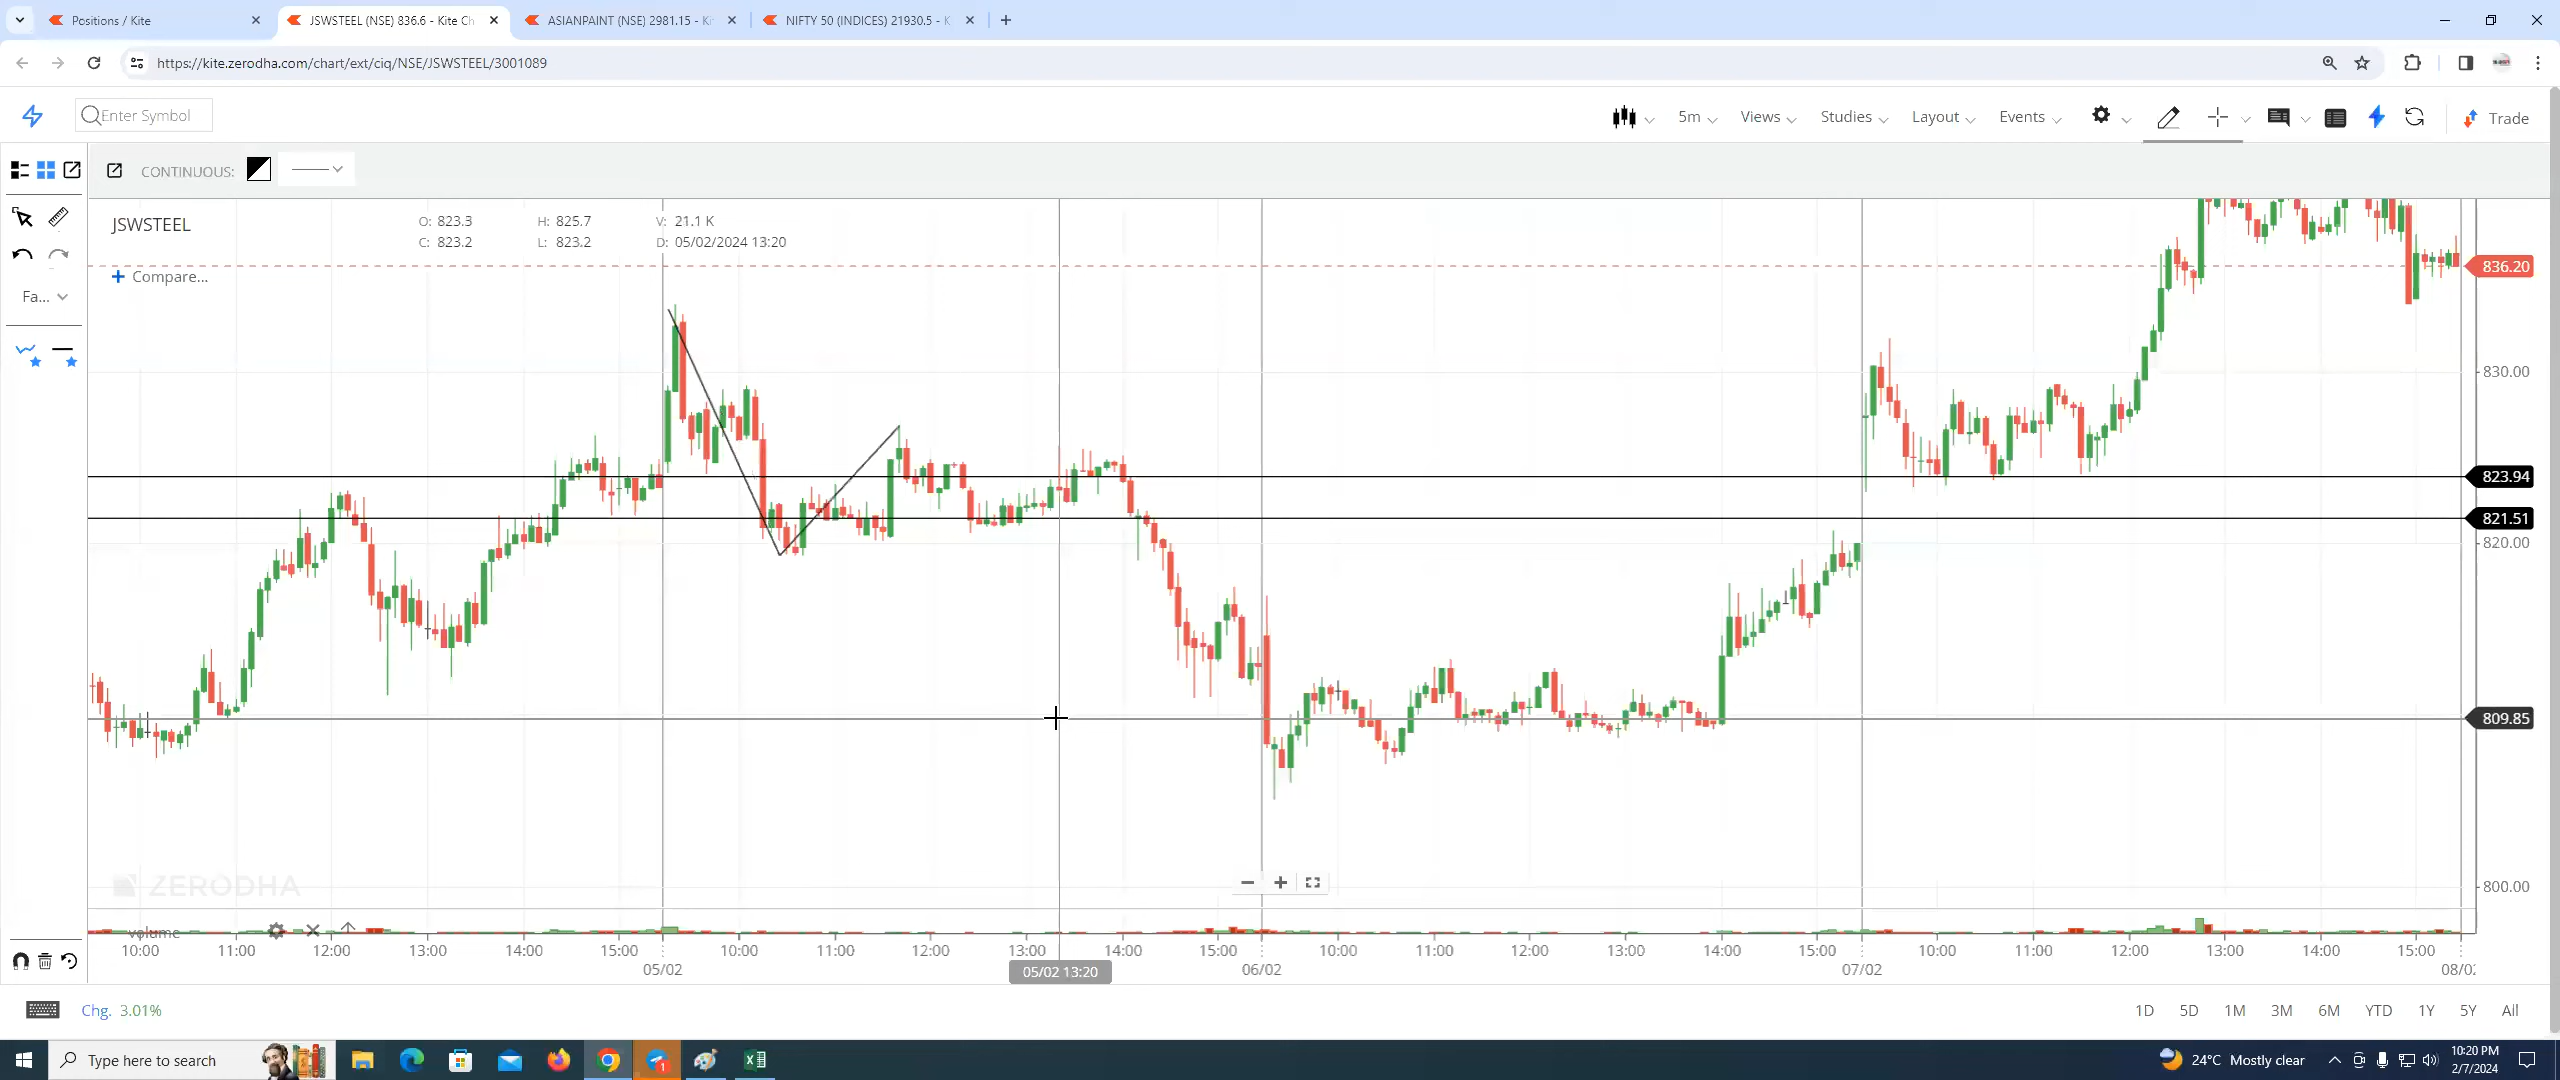 Positions / Kite
JSWSTEEL (NSE) 836.6 - Kite Ch
ASIANPAINT (NSE) 2981.15 - Ki
NIFTY 50 (INDICES) 21930.5 - K
https://kite.zerodha.com/chart/ext/ciq/NSE/JSWSTEEL/3001089
Enter Symbol
5m
Views
Studies
Layout
Events
Trade
CONTINUOUS:
JSWSTEEL
O: 823.3 H: 825.7 V: 21.1 K
C: 823.2 L: 823.2 D: 05/02/2024 13:20
Compare...
Fa...
836.20
830.00
823.94
821.51
820.00
809.85
800.00
ZERODHA
volume
10:00 11:00 12:00 13:00 14:00 15:00 10:00 11:00 12:00 13:00 14:00 15:00 10:00 11:00 12:00 13:00 14:00 15:00 10:00 11:00 12:00 13:00 14:00 15:00
05/02 05/02 13:20 06/02 07/02 08/02
Chg. 3.01%
1D 5D 1M 3M 6M YTD 1Y 5Y All
Type here to search
1
24°C Mostly clear
10:20 PM
2/7/2024